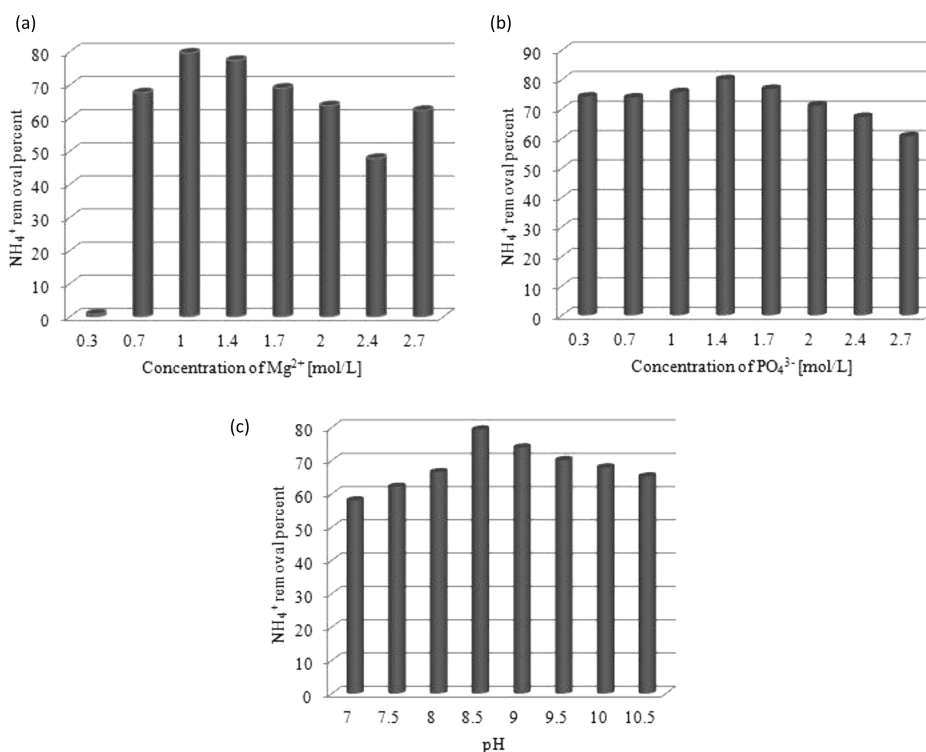 (a)
80
70
60
50
40
30
20
10
0
NH₄⁺ removal percent
0.3 0.7 1 1.4 1.7 2 2.4 2.7
Concentration of Mg²⁺ [mol/L]
(b)
90
80
70
60
50
40
30
20
10
0
NH₄⁺ removal percent
0.3 0.7 1 1.4 1.7 2 2.4 2.7
Concentration of PO₄³⁻ [mol/L]
(c)
80
70
60
50
40
30
20
10
0
NH₄⁺ removal percent
7 7.5 8 8.5 9 9.5 10 10.5
pH